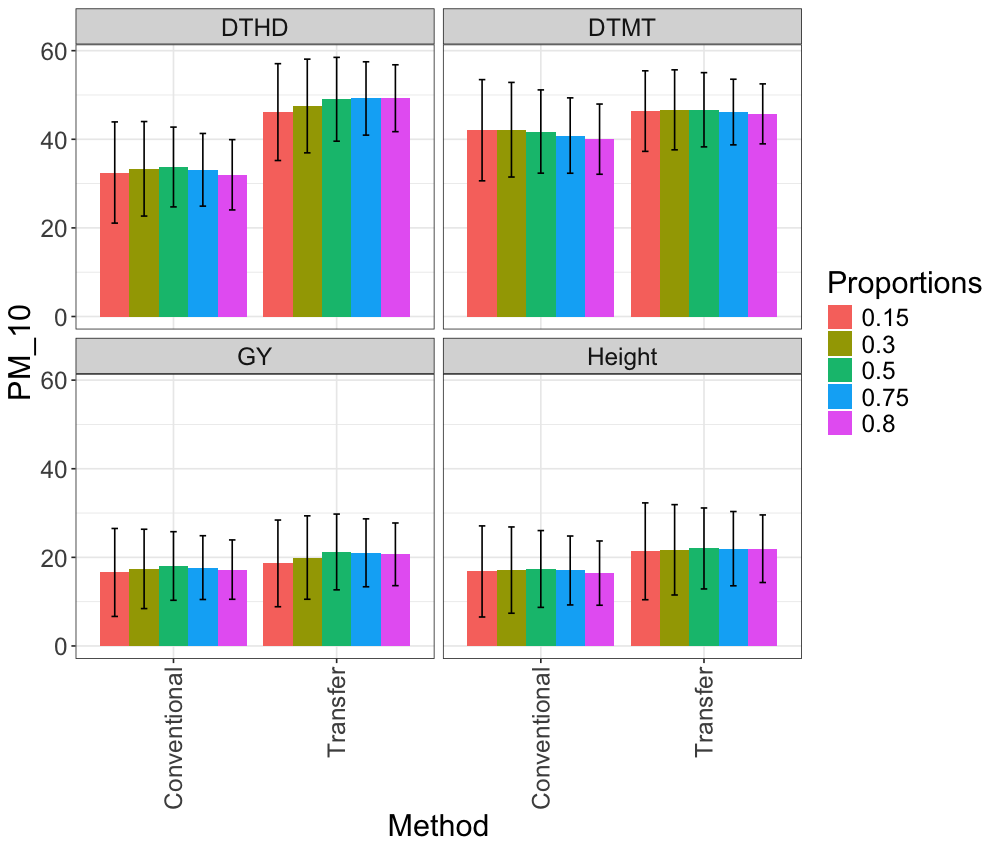 DTHD
DTMT
60
40
20
0
GY
Height
60
40
20
0
PM_10
Conventional
Transfer
Conventional
Transfer
Method
Proportions
0.15
0.3
0.5
0.75
0.8